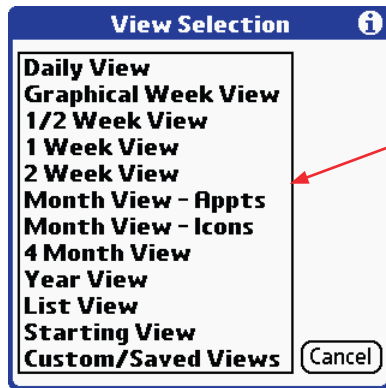 View Selection
Daily View
Graphical Week View
1/2 Week View
1 Week View
2 Week View
Month View - Appts
Month View - Icons
4 Month View
Year View
List View
Starting View
Custom/Saved Views
Cancel